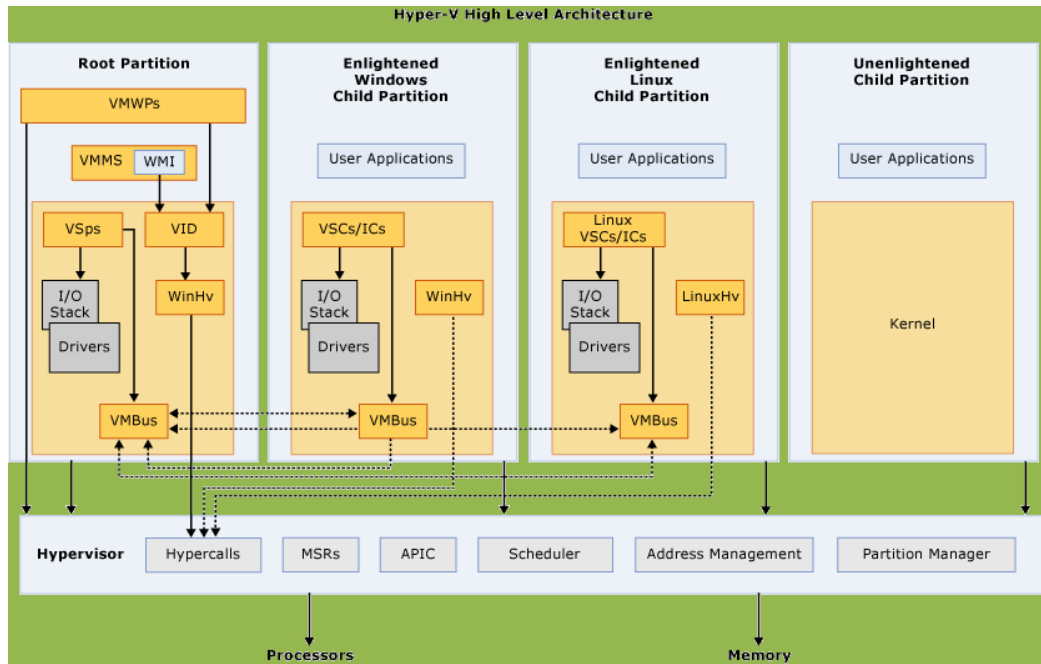 Hyper-V High Level Architecture
Root Partition
VMWPs
VMMS
WMI
VSps
VID
I/O
Stack
WinHv
Drivers
VMBus
Enlightened
Windows
Child Partition
User Applications
VSCs/ICs
I/O
Stack
WinHv
Drivers
VMBus
Enlightened
Linux
Child Partition
User Applications
Linux
VSCs/ICs
I/O
Stack
LinuxHv
Drivers
VMBus
Unenlightened
Child Partition
User Applications
Kernel
Hypervisor
Hypercalls
MSRs
APIC
Scheduler
Address Management
Partition Manager
Processors
Memory